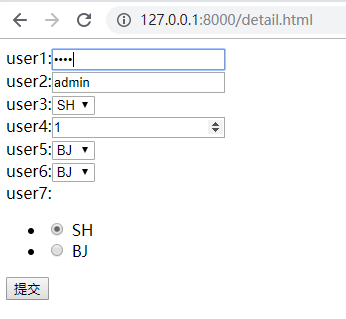 127.0.0.1:8000/detail.html
user1:••••
user2:admin
user3:SH
user4:1
user5:BJ
user6:BJ
user7:
SH
BJ
提交